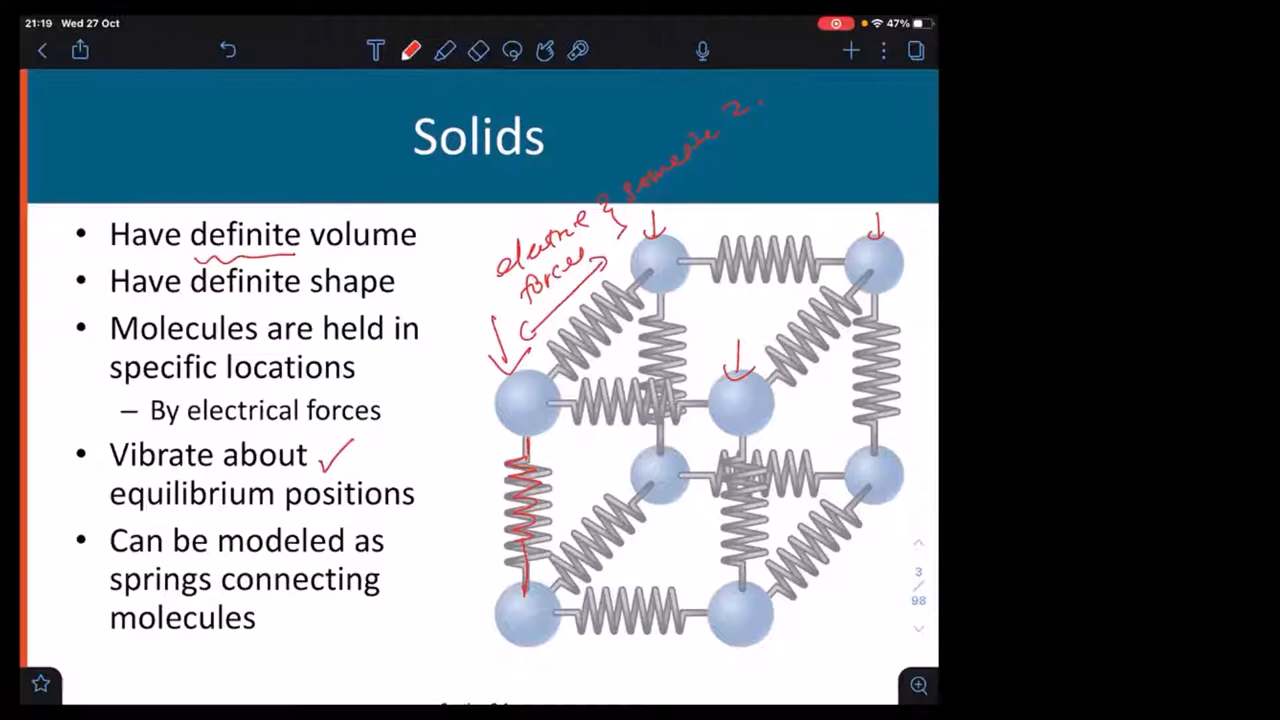 21:19 Wed 27 Oct
47%
T
Solids
• Have definite volume
• Have definite shape
• Molecules are held in
specific locations
– By electrical forces
• Vibrate about
equilibrium positions
• Can be modeled as
springs connecting
molecules
forces
3
/
98